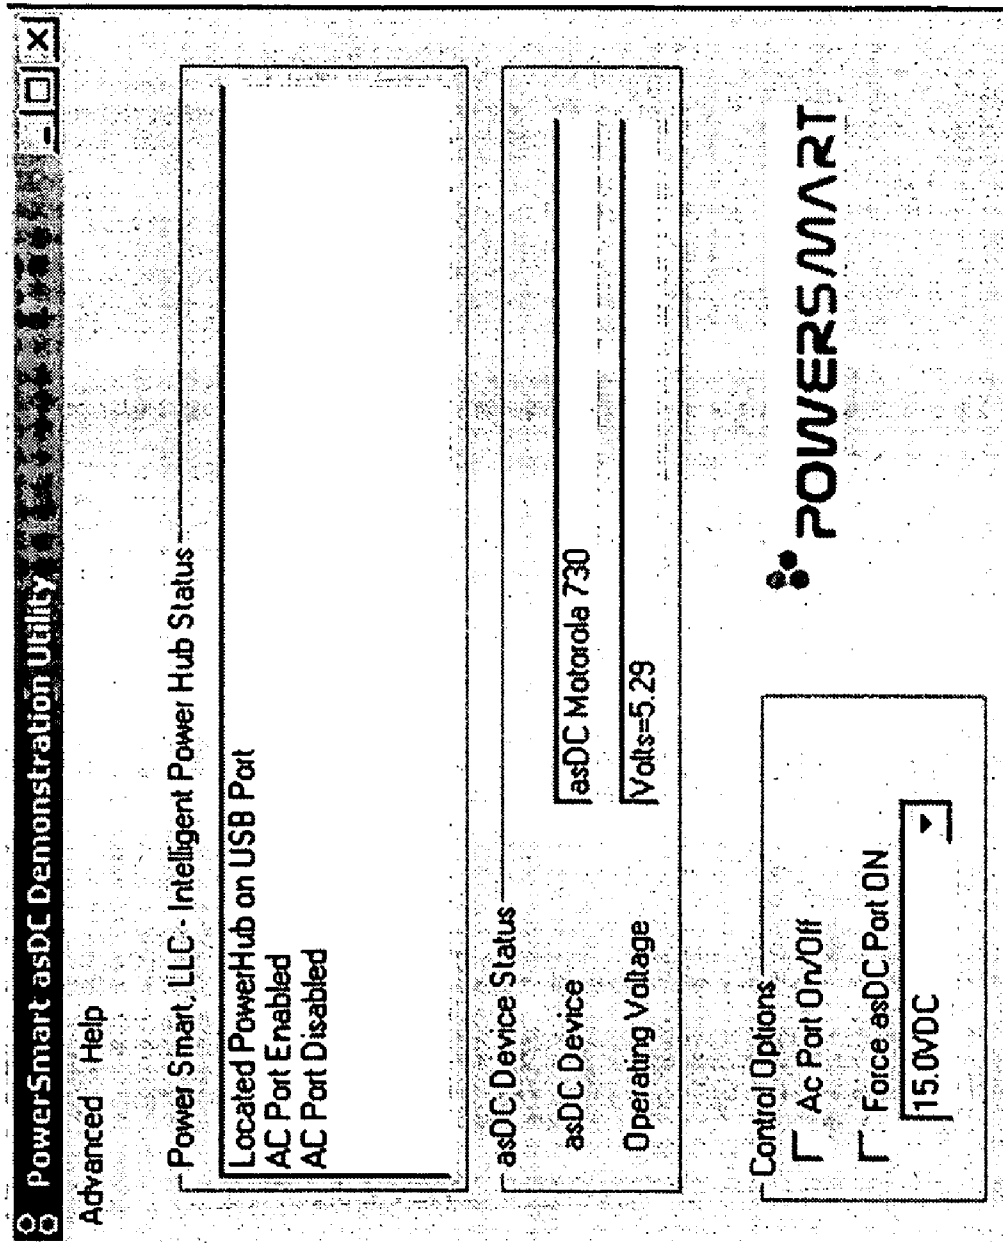 PowerSmart asDC Demonstration Utility
Advanced Help
Power Smart, LLC - Intelligent Power Hub Status
Located PowerHub on USB Port
AC Port Enabled
AC Port Disabled
asDC Device Status
asDC Device
asDC Motorola 730
Operating Voltage
Volts=5.29
Control Options
Ac Port On/Off
Force asDC Port ON
15.0VDC
POWERSMART